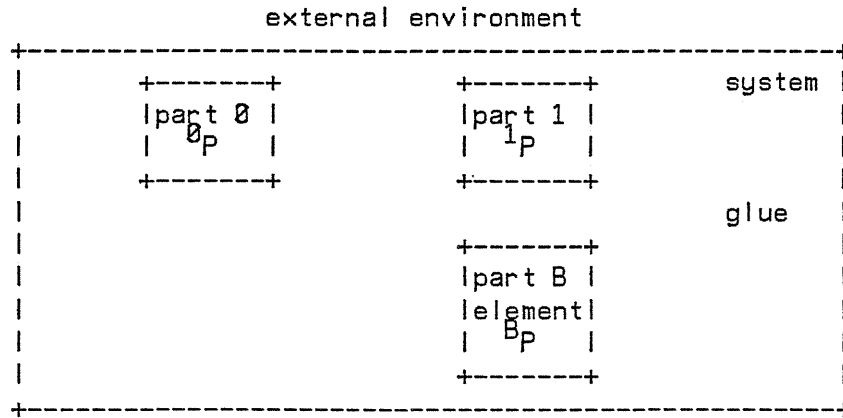 external environment
system
part 0 part 1
0P 1P
glue
part B
element
BP